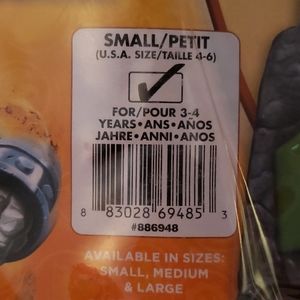 SMALL/PETIT
(U.S.A. SIZE/TAILLE 4-6)
FOR/POUR 3-4
YEARS•ANS•AÑOS
JAHRE•ANNI•ANOS
8 83028 69485 3
#886948
AVAILABLE IN SIZES:
SMALL, MEDIUM
& LARGE